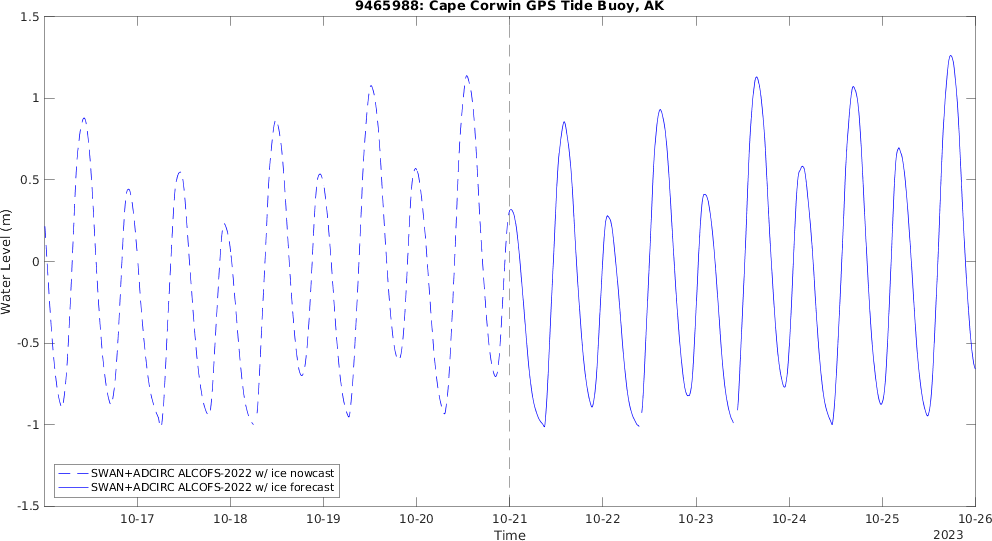 9465988: Cape Corwin GPS Tide Buoy, AK
1.5
1
0.5
0
-0.5
-1
-1.5
Water Level (m)
SWAN+ADCIRC ALCOFS-2022 w/ ice nowcast
SWAN+ADCIRC ALCOFS-2022 w/ ice forecast
10-17 10-18 10-19 10-20 10-21 10-22 10-23 10-24 10-25 10-26
Time
2023